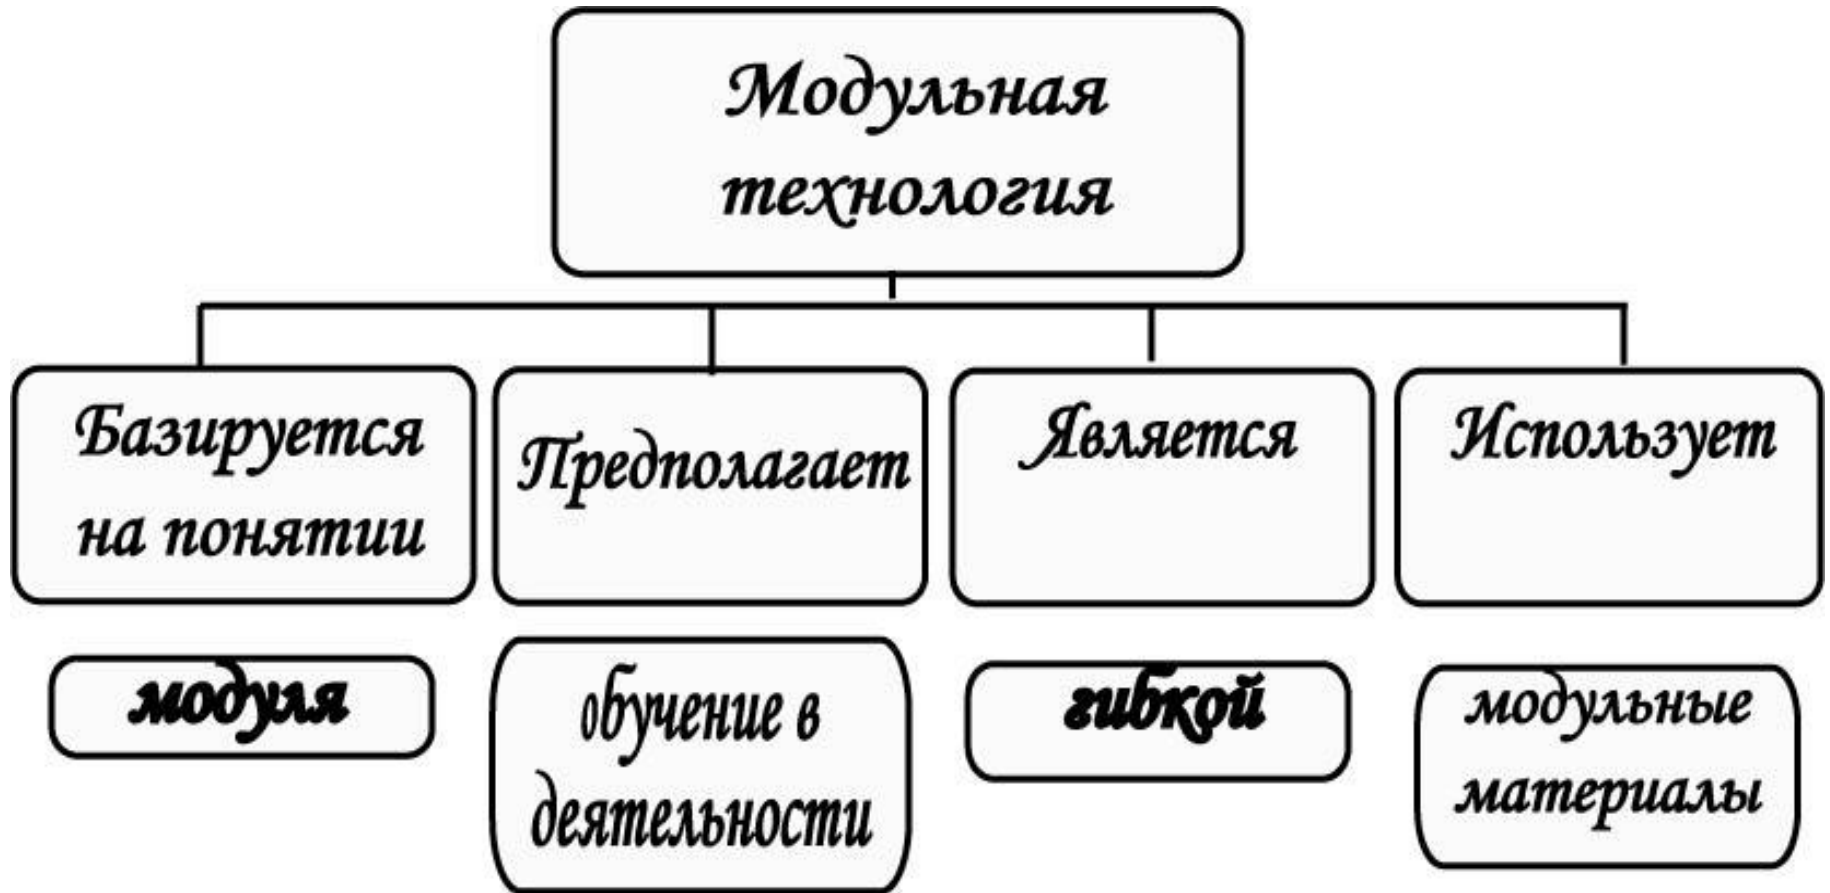 Модульная
технология
Базируется
на понятии
Предполагает
Является
Использует
модуля
обучение в
деятельности
гибкой
модульные
материалы